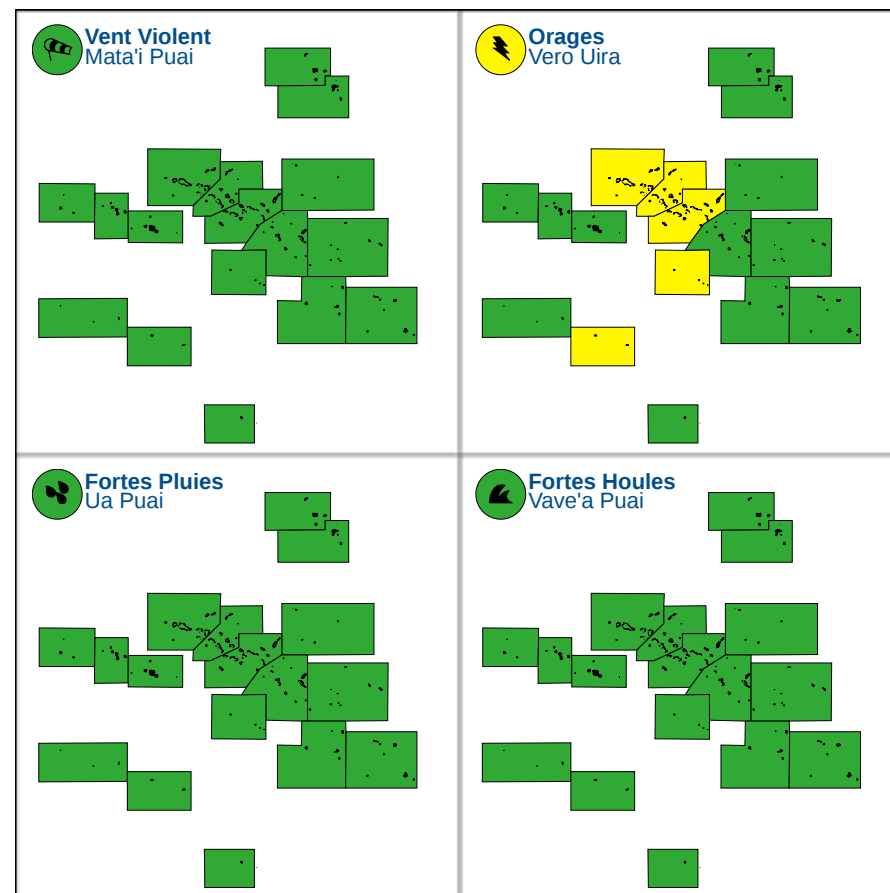 Vent Violent
Mata'i Puai
Orages
Vero Uira
Fortes Pluies
Ua Puai
Fortes Houles
Vave'a Puai